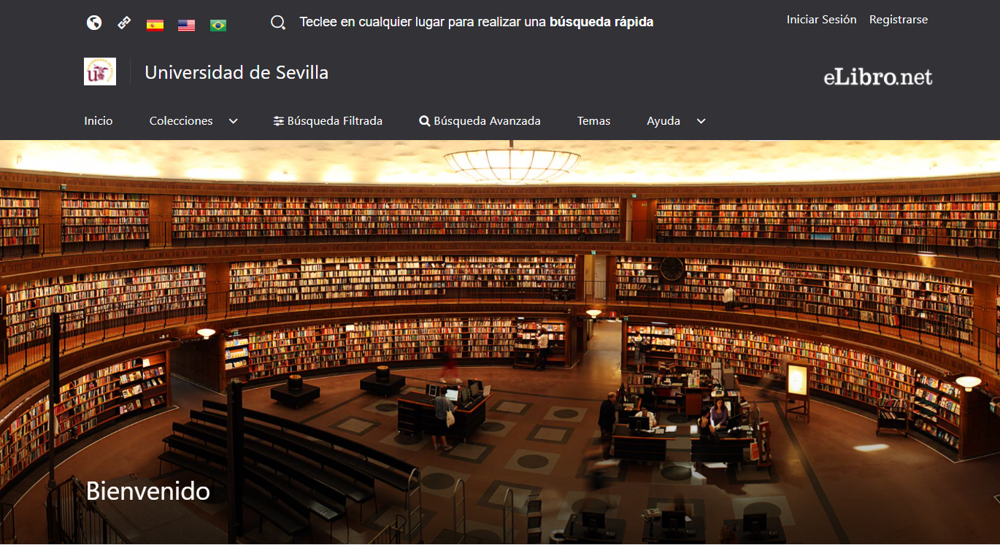 Teclee en cualquier lugar para realizar una búsqueda rápida
Iniciar Sesión Registrarse
Universidad de Sevilla
eLibro.net
Inicio Colecciones Búsqueda Filtrada Búsqueda Avanzada Temas Ayuda
Bienvenido